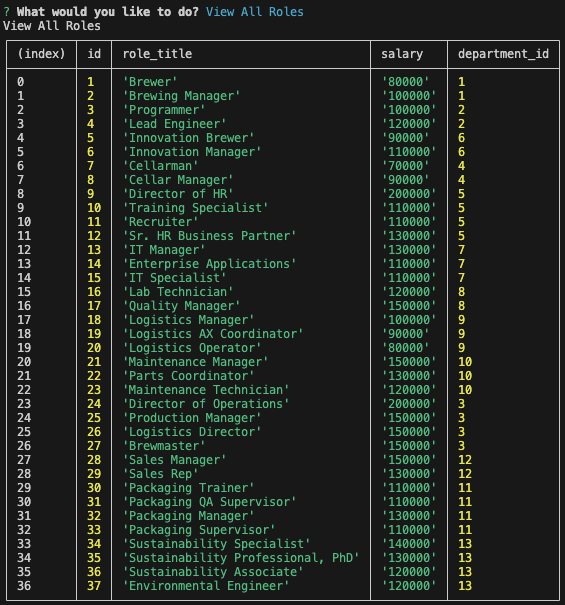 ? What would you like to do? View All Roles
View All Roles
(index) id role_title salary department_id
0 1 'Brewer' '80000' 1
1 2 'Brewing Manager' '100000' 1
2 3 'Programmer' '100000' 2
3 4 'Lead Engineer' '120000' 2
4 5 'Innovation Brewer' '90000' 6
5 6 'Innovation Manager' '110000' 6
6 7 'Cellarman' '70000' 4
7 8 'Cellar Manager' '90000' 4
8 9 'Director of HR' '200000' 5
9 10 'Training Specialist' '110000' 5
10 11 'Recruiter' '110000' 5
11 12 'Sr. HR Business Partner' '130000' 5
12 13 'IT Manager' '130000' 7
13 14 'Enterprise Applications' '110000' 7
14 15 'IT Specialist' '110000' 7
15 16 'Lab Technician' '120000' 8
16 17 'Quality Manager' '150000' 8
17 18 'Logistics Manager' '100000' 9
18 19 'Logistics AX Coordinator' '90000' 9
19 20 'Logistics Operator' '80000' 9
20 21 'Maintenance Manager' '150000' 10
21 22 'Parts Coordinator' '130000' 10
22 23 'Maintenance Technician' '120000' 10
23 24 'Director of Operations' '200000' 3
24 25 'Production Manager' '150000' 3
25 26 'Logistics Director' '150000' 3
26 27 'Brewmaster' '150000' 3
27 28 'Sales Manager' '150000' 12
28 29 'Sales Rep' '130000' 12
29 30 'Packaging Trainer' '110000' 11
30 31 'Packaging QA Supervisor' '110000' 11
31 32 'Packaging Manager' '130000' 11
32 33 'Packaging Supervisor' '110000' 11
33 34 'Sustainability Specialist' '140000' 13
34 35 'Sustainability Professional, PhD' '130000' 13
35 36 'Sustainability Associate' '120000' 13
36 37 'Environmental Engineer' '120000' 13